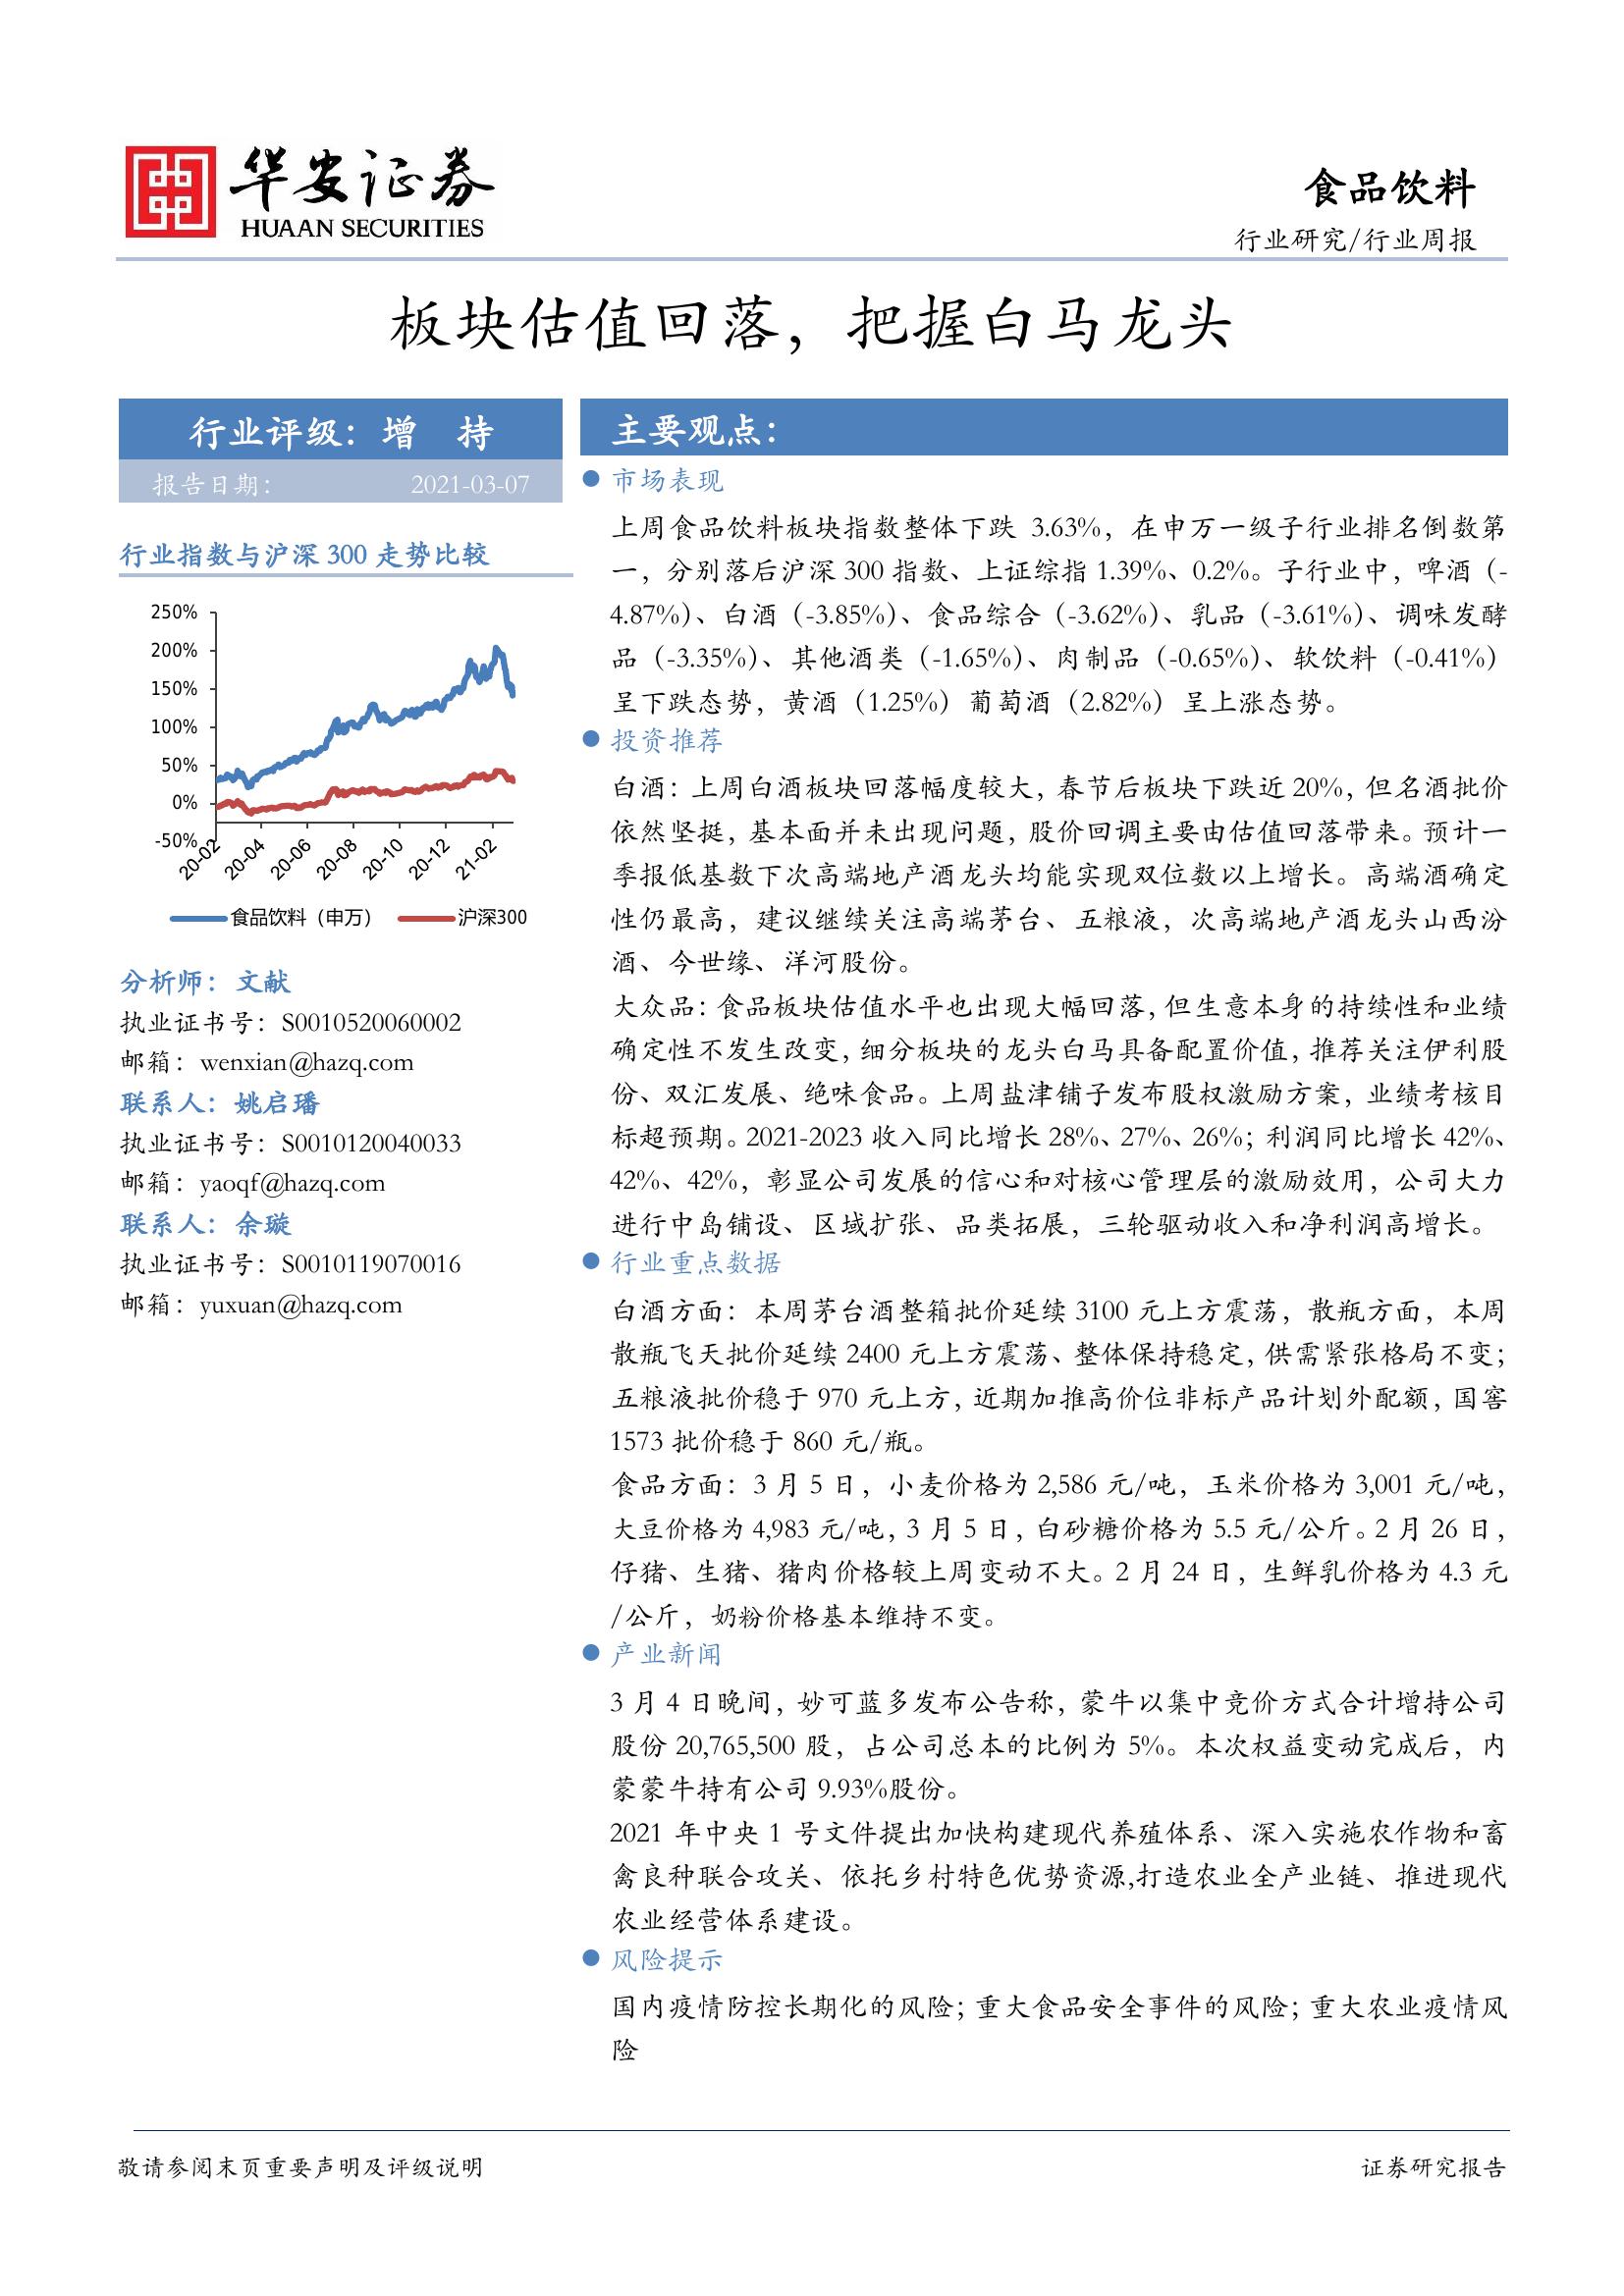 华安证券
HUAAN SECURITIES
食品饮料
行业研究/行业周报
板块估值回落，把握白马龙头
行业评级：增 持
报告日期： 2021-03-07
行业指数与沪深 300 走势比较
250%
200%
150%
100%
50%
0%
-50%
20-02 20-04 20-06 20-08 20-10 20-12 21-02
食品饮料（申万） 沪深300
分析师：文献
执业证书号：S0010520060002
邮箱：wenxian@hazq.com
联系人：姚启璠
执业证书号：S0010120040033
邮箱：yaoqf@hazq.com
联系人：余璇
执业证书号：S0010119070016
邮箱：yuxuan@hazq.com
主要观点：
市场表现
上周食品饮料板块指数整体下跌 3.63%，在申万一级子行业排名倒数第
一，分别落后沪深 300 指数、上证综指 1.39%、0.2%。子行业中，啤酒（-
4.87%）、白酒（-3.85%）、食品综合（-3.62%）、乳品（-3.61%）、调味发酵
品（-3.35%）、其他酒类（-1.65%）、肉制品（-0.65%）、软饮料（-0.41%）
呈下跌态势，黄酒（1.25%）葡萄酒（2.82%）呈上涨态势。
投资推荐
白酒：上周白酒板块回落幅度较大，春节后板块下跌近 20%，但名酒批价
依然坚挺，基本面并未出现问题，股价回调主要由估值回落带来。预计一
季报低基数下次高端地产酒龙头均能实现双位数以上增长。高端酒确定
性仍最高，建议继续关注高端茅台、五粮液，次高端地产酒龙头山西汾
酒、今世缘、洋河股份。
大众品：食品板块估值水平也出现大幅回落，但生意本身的持续性和业绩
确定性不发生改变，细分板块的龙头白马具备配置价值，推荐关注伊利股
份、双汇发展、绝味食品。上周盐津铺子发布股权激励方案，业绩考核目
标超预期。2021-2023 收入同比增长 28%、27%、26%；利润同比增长 42%、
42%、42%，彰显公司发展的信心和对核心管理层的激励效用，公司大力
进行中岛铺设、区域扩张、品类拓展，三轮驱动收入和净利润高增长。
行业重点数据
白酒方面：本周茅台酒整箱批价延续 3100 元上方震荡，散瓶方面，本周
散瓶飞天批价延续 2400 元上方震荡、整体保持稳定，供需紧张格局不变；
五粮液批价稳于 970 元上方，近期加推高价位非标产品计划外配额，国窖
1573 批价稳于 860 元/瓶。
食品方面：3 月 5 日，小麦价格为 2,586 元/吨，玉米价格为 3,001 元/吨，
大豆价格为 4,983 元/吨，3 月 5 日，白砂糖价格为 5.5 元/公斤。2 月 26 日，
仔猪、生猪、猪肉价格较上周变动不大。2 月 24 日，生鲜乳价格为 4.3 元
/公斤，奶粉价格基本维持不变。
产业新闻
3 月 4 日晚间，妙可蓝多发布公告称，蒙牛以集中竞价方式合计增持公司
股份 20,765,500 股，占公司总本的比例为 5%。本次权益变动完成后，内
蒙蒙牛持有公司 9.93%股份。
2021 年中央 1 号文件提出加快构建现代养殖体系、深入实施农作物和畜
禽良种联合攻关、依托乡村特色优势资源,打造农业全产业链、推进现代
农业经营体系建设。
风险提示
国内疫情防控长期化的风险；重大食品安全事件的风险；重大农业疫情风
险
敬请参阅末页重要声明及评级说明
证券研究报告